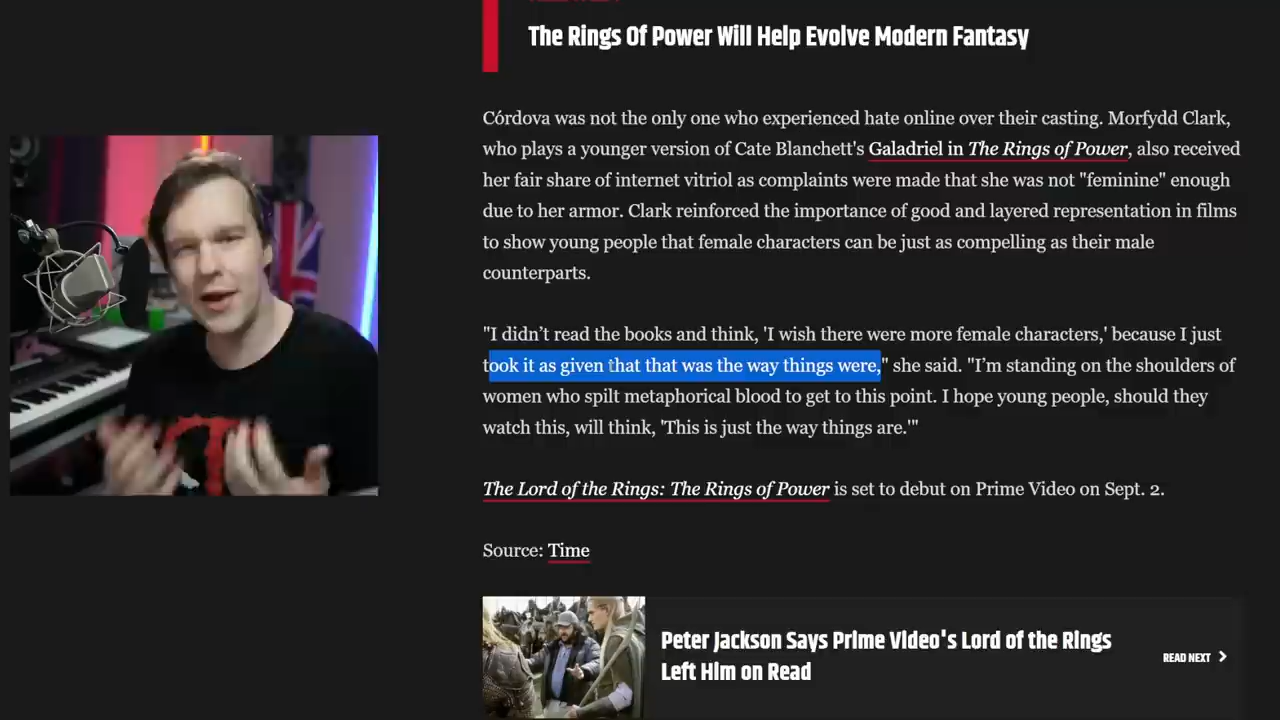 The Rings Of Power Will Help Evolve Modern Fantasy
Córdova was not the only one who experienced hate online over their casting. Morfydd Clark,
who plays a younger version of Cate Blanchett's Galadriel in The Rings of Power, also received
her fair share of internet vitriol as complaints were made that she was not "feminine" enough
due to her armor. Clark reinforced the importance of good and layered representation in films
to show young people that female characters can be just as compelling as their male
counterparts.
"I didn’t read the books and think, 'I wish there were more female characters,' because I just
took it as given that that was the way things were," she said. "I’m standing on the shoulders of
women who spilt metaphorical blood to get to this point. I hope young people, should they
watch this, will think, 'This is just the way things are.'"
The Lord of the Rings: The Rings of Power is set to debut on Prime Video on Sept. 2.
Source: Time
Peter Jackson Says Prime Video's Lord of the Rings
Left Him on Read
READ NEXT